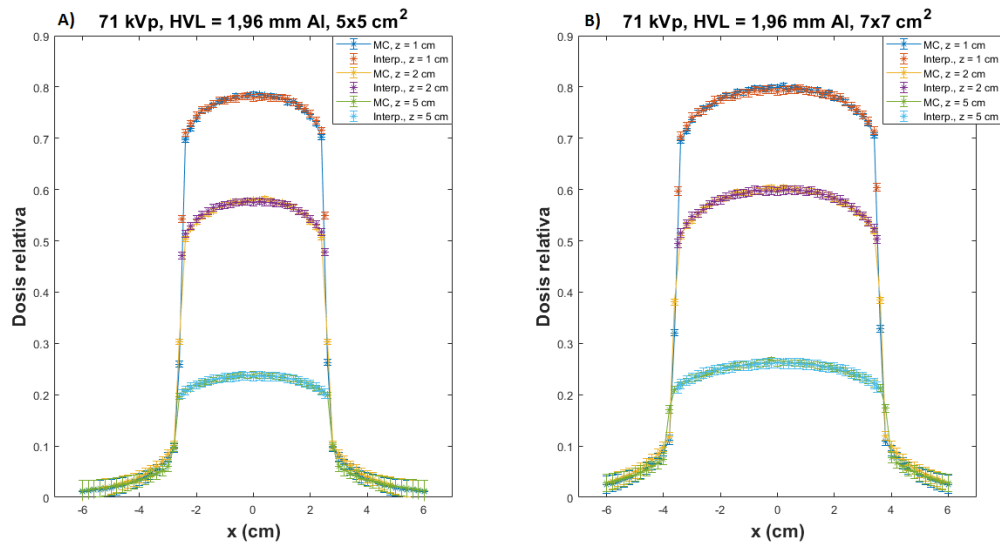 A) 71 kVp, HVL = 1,96 mm Al, 5x5 cm²
MC, z = 1 cm
Interp., z = 1 cm
MC, z = 2 cm
Interp., z = 2 cm
MC, z = 5 cm
Interp., z = 5 cm
0.9
0.8
0.7
0.6
0.5
0.4
0.3
0.2
0.1
0
Dosis relativa
-6 -4 -2 0 2 4 6
x (cm)
B) 71 kVp, HVL = 1,96 mm Al, 7x7 cm²
MC, z = 1 cm
Interp., z = 1 cm
MC, z = 2 cm
Interp., z = 2 cm
MC, z = 5 cm
Interp., z = 5 cm
0.9
0.8
0.7
0.6
0.5
0.4
0.3
0.2
0.1
0
Dosis relativa
-6 -4 -2 0 2 4 6
x (cm)